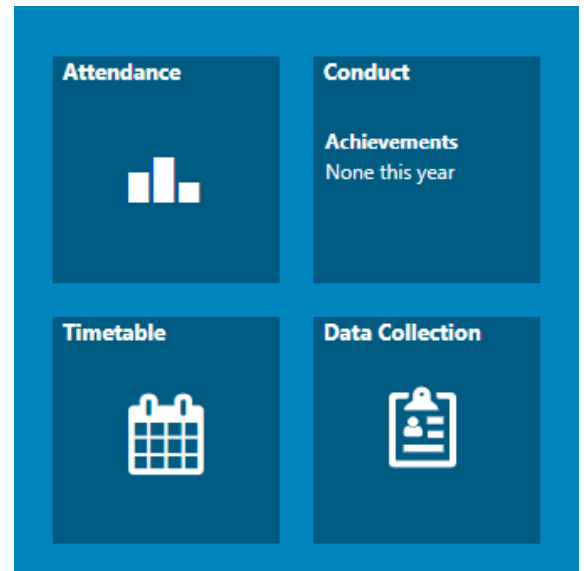 Attendance
Conduct
Achievements
None this year
Timetable
Data Collection